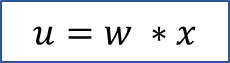 u = w * x